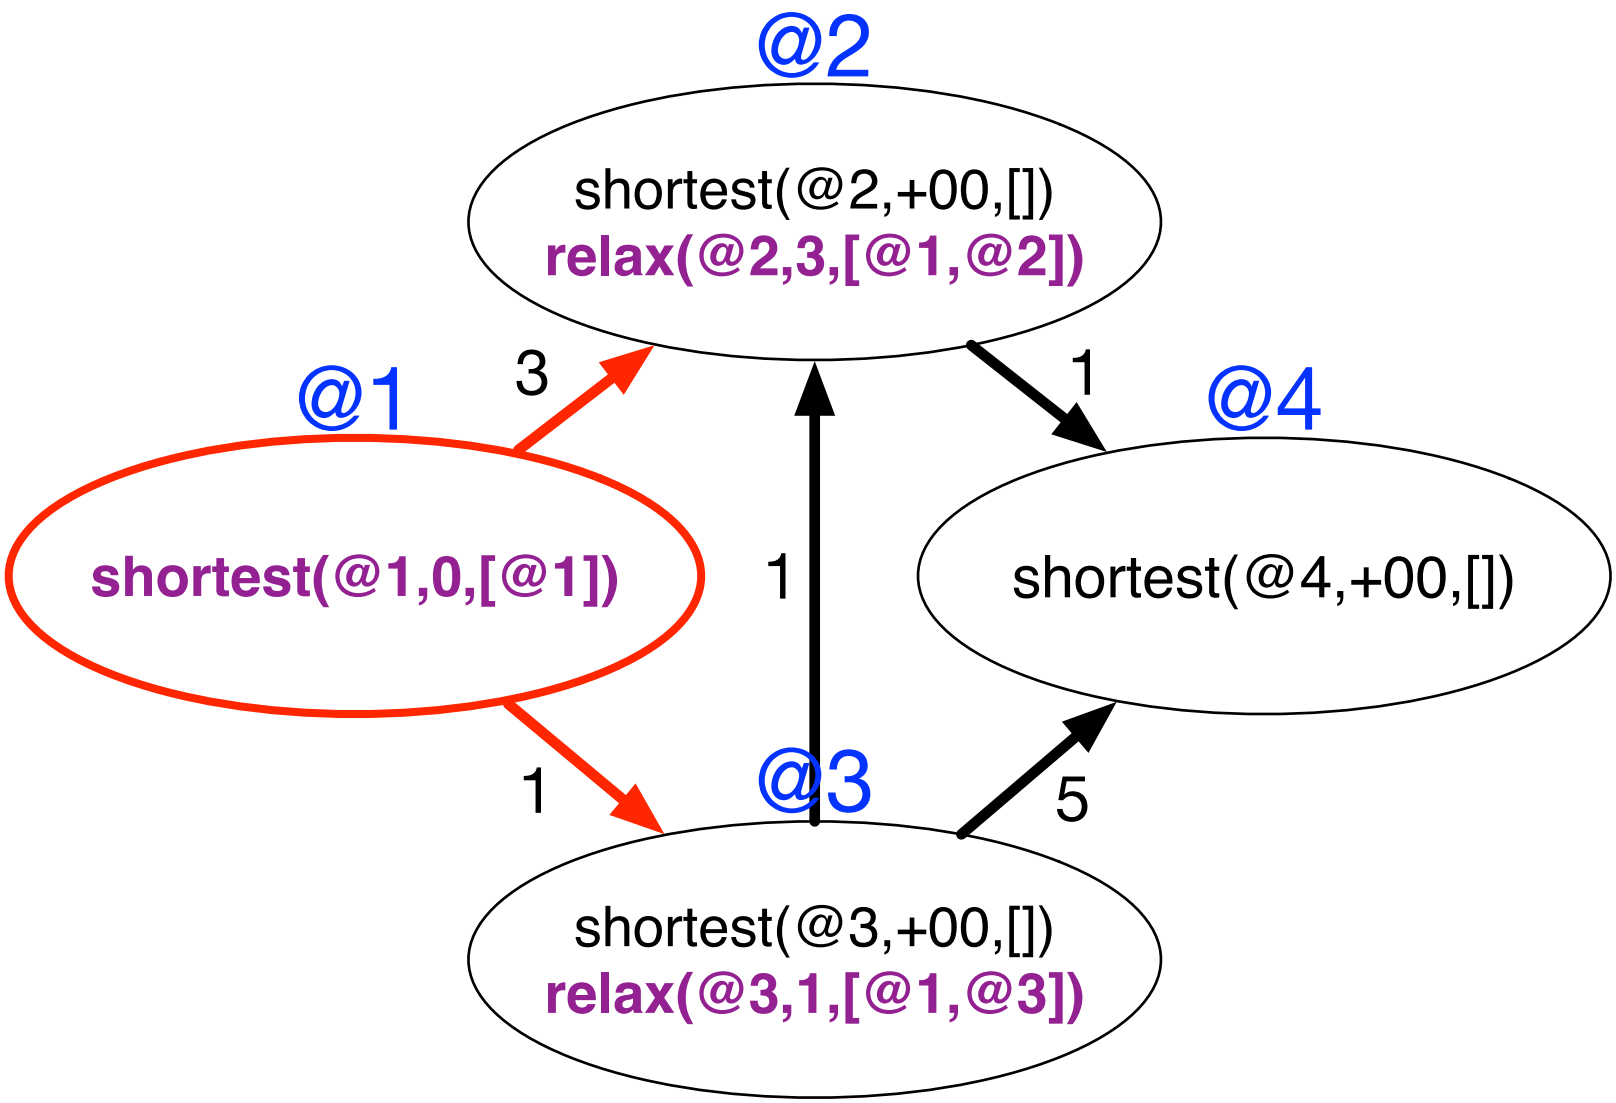 @2
shortest(@2,+00,[])
relax(@2,3,[@1,@2])
3
1
@1
@4
shortest(@1,0,[@1])
1
shortest(@4,+00,[])
1
@3
5
shortest(@3,+00,[])
relax(@3,1,[@1,@3])